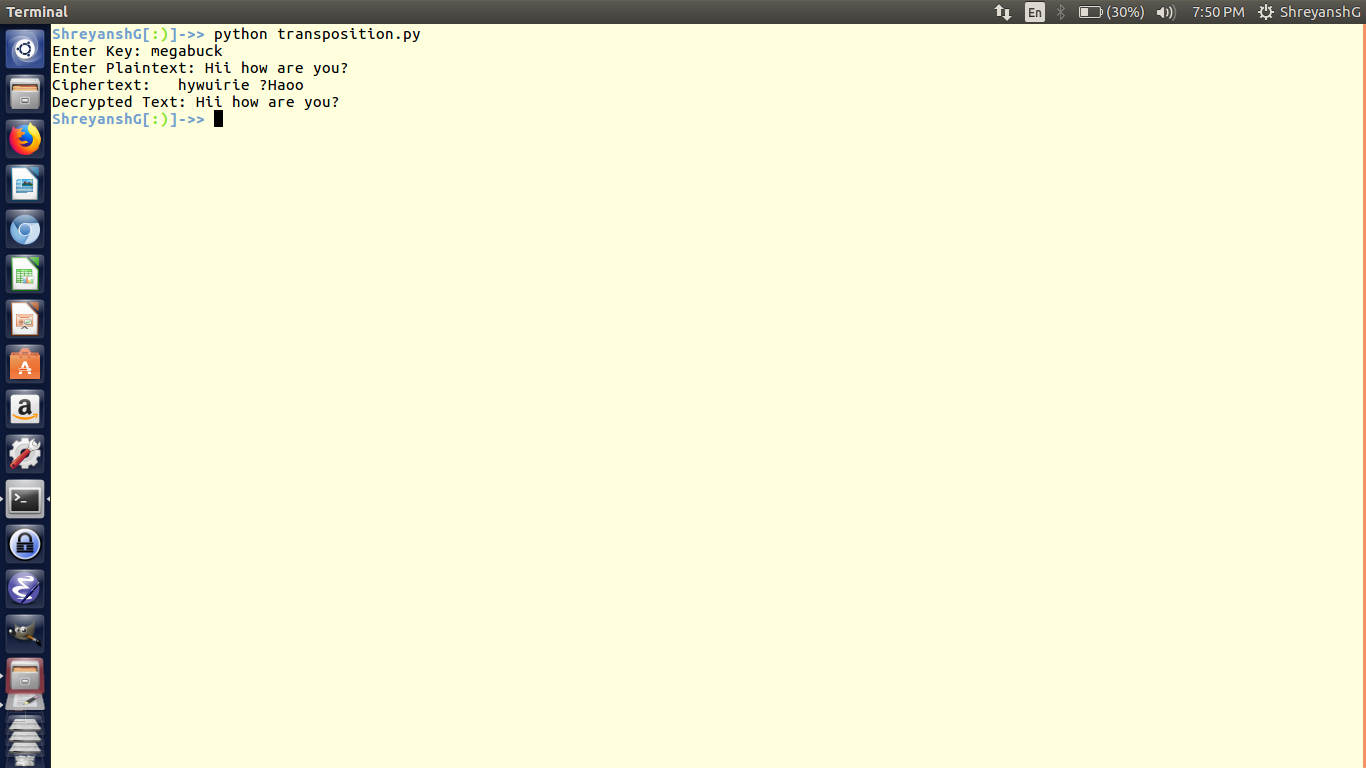 Terminal
En
(30%)
7:50 PM
ShreyanshG
ShreyanshG[:)]->> python transposition.py
Enter Key: megabuck
Enter Plaintext: Hii how are you?
Ciphertext:   hywuirie ?Haoo
Decrypted Text: Hii how are you?
ShreyanshG[:)]->>